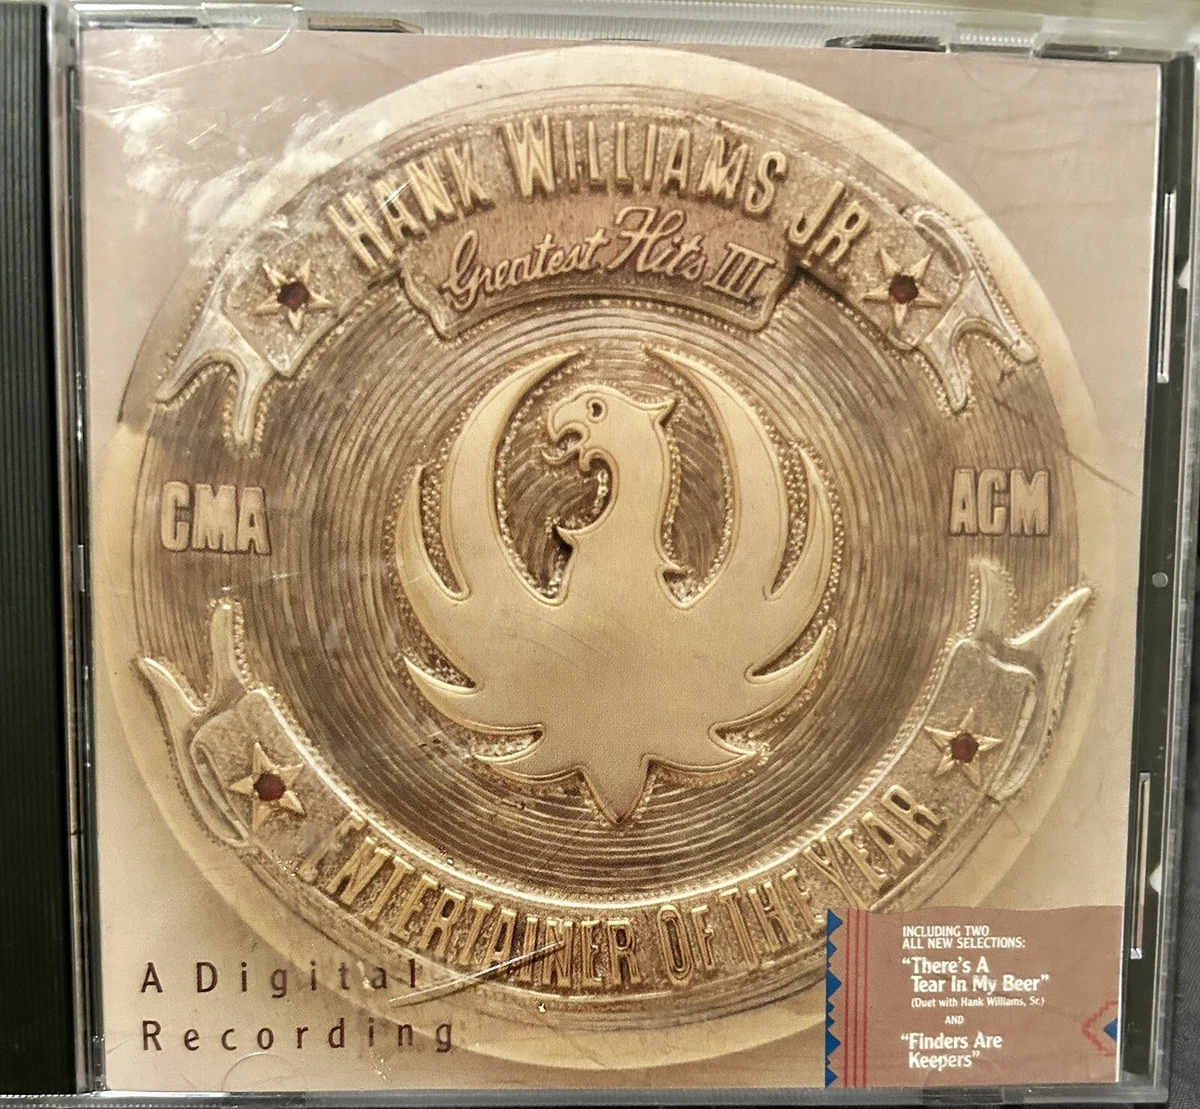 HANK WILLIAMS JR.
Greatest Hits III
CMA
ACM
ENTERTAINER OF THE YEAR
A Digital
Recording
INCLUDING TWO
ALL NEW SELECTIONS:
"There's A
Tear In My Beer"
(Duet with Hank Williams, Sr.)
AND
"Finders Are
Keepers"